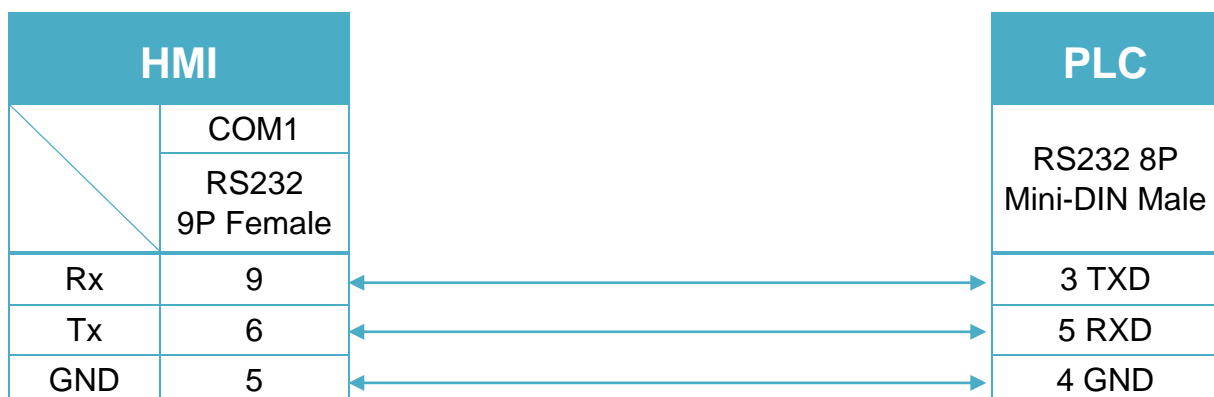 HMI
PLC
COM1
RS232
9P Female
RS232 8P
Mini-DIN Male
Rx 9 3 TXD
Tx 6 5 RXD
GND 5 4 GND